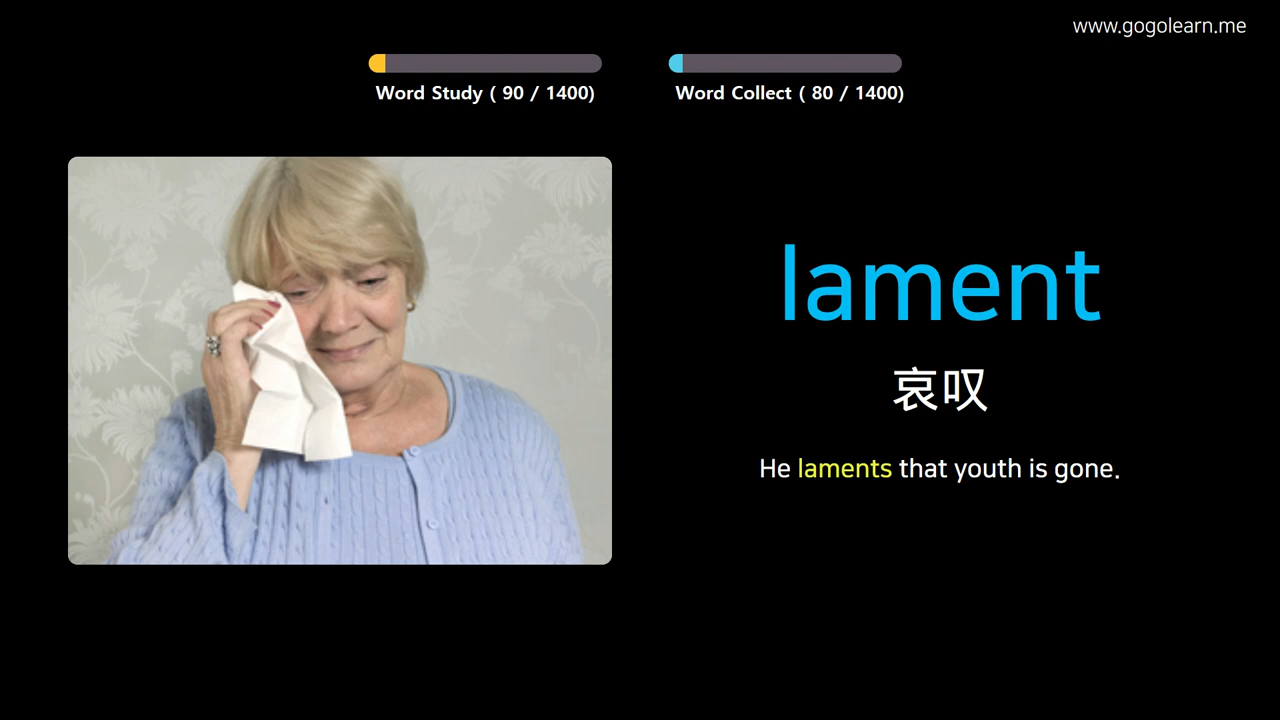 www.gogolearn.me
Word Study ( 90 / 1400)
Word Collect ( 80 / 1400)
lament
哀叹
He laments that youth is gone.